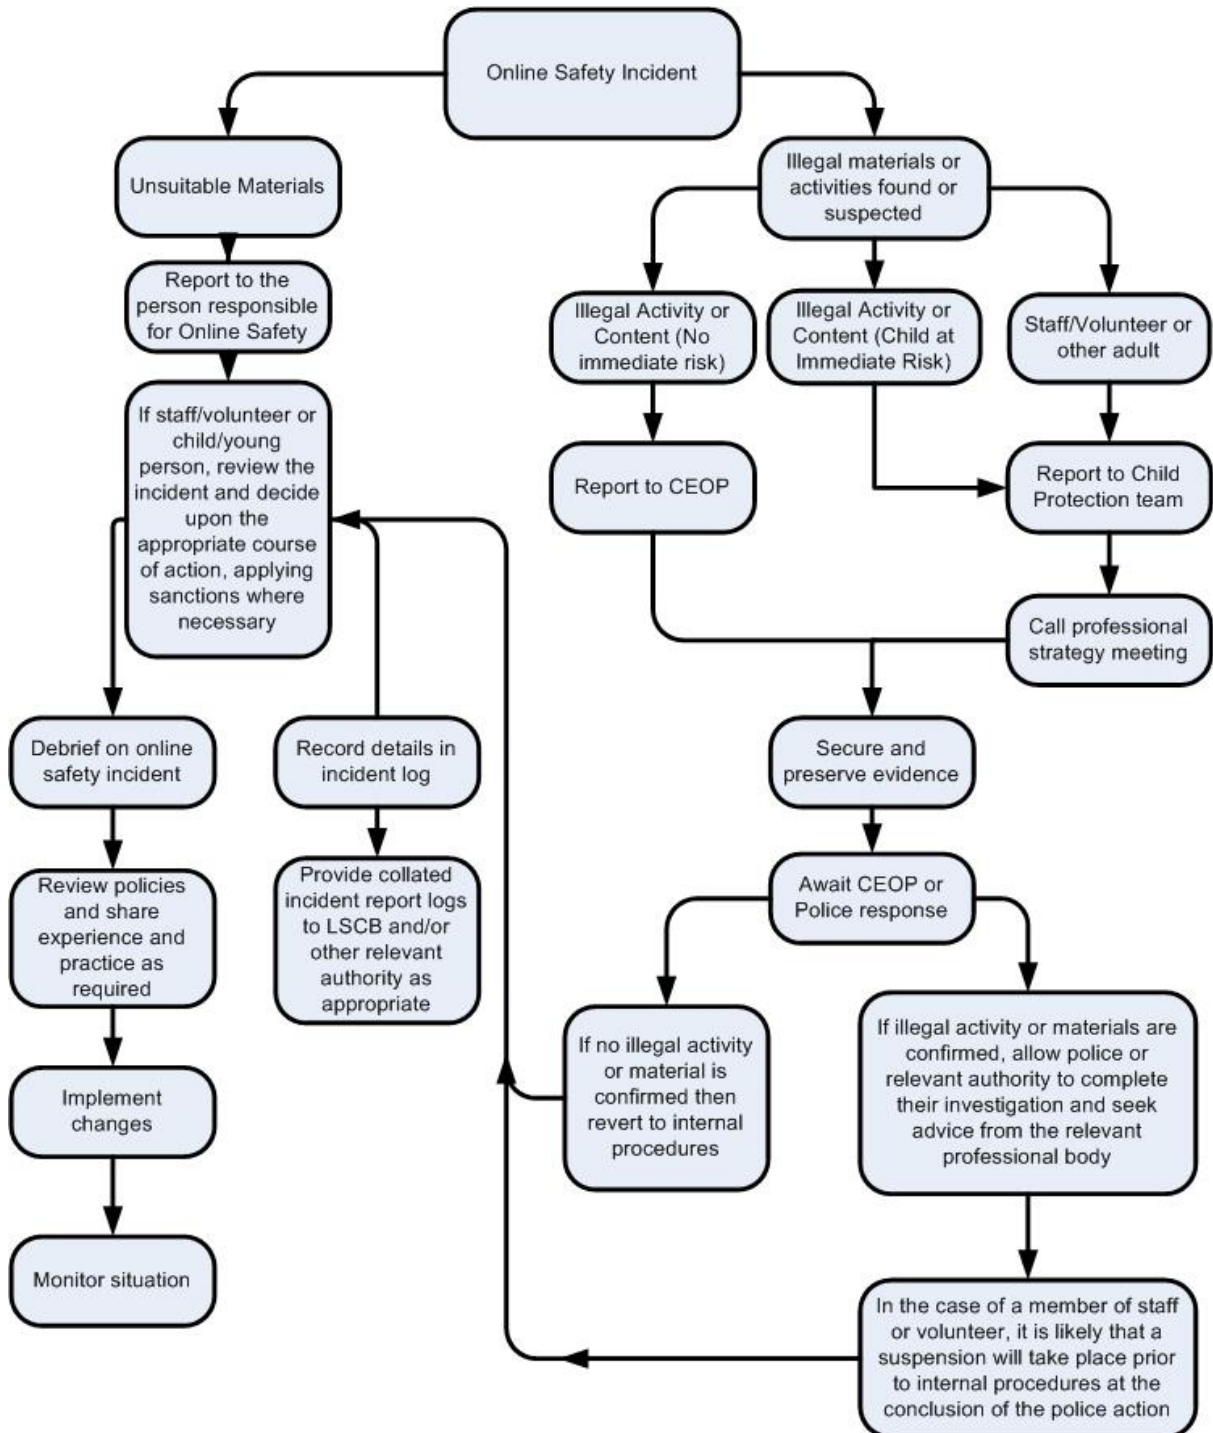 Online Safety Incident
Unsuitable Materials
Report to the
person responsible
for Online Safety
If staff/volunteer or
child/young
person, review the
incident and decide
upon the
appropriate course
of action, applying
sanctions where
necessary
Debrief on online
safety incident
Review policies
and share
experience and
practice as
required
Implement
changes
Monitor situation
Record details in
incident log
Provide collated
incident report logs
to LSCB and/or
other relevant
authority as
appropriate
Illegal materials or
activities found or
suspected
Illegal Activity or
Content (No
immediate risk)
Illegal Activity or
Content (Child at
Immediate Risk)
Staff/Volunteer or
other adult
Report to CEOP
Report to Child
Protection team
Call professional
strategy meeting
Secure and
preserve evidence
Await CEOP or
Police response
If no illegal activity
or material is
confirmed then
revert to internal
procedures
If illegal activity or materials are
confirmed, allow police or
relevant authority to complete
their investigation and seek
advice from the relevant
professional body
In the case of a member of staff
or volunteer, it is likely that a
suspension will take place prior
to internal procedures at the
conclusion of the police action